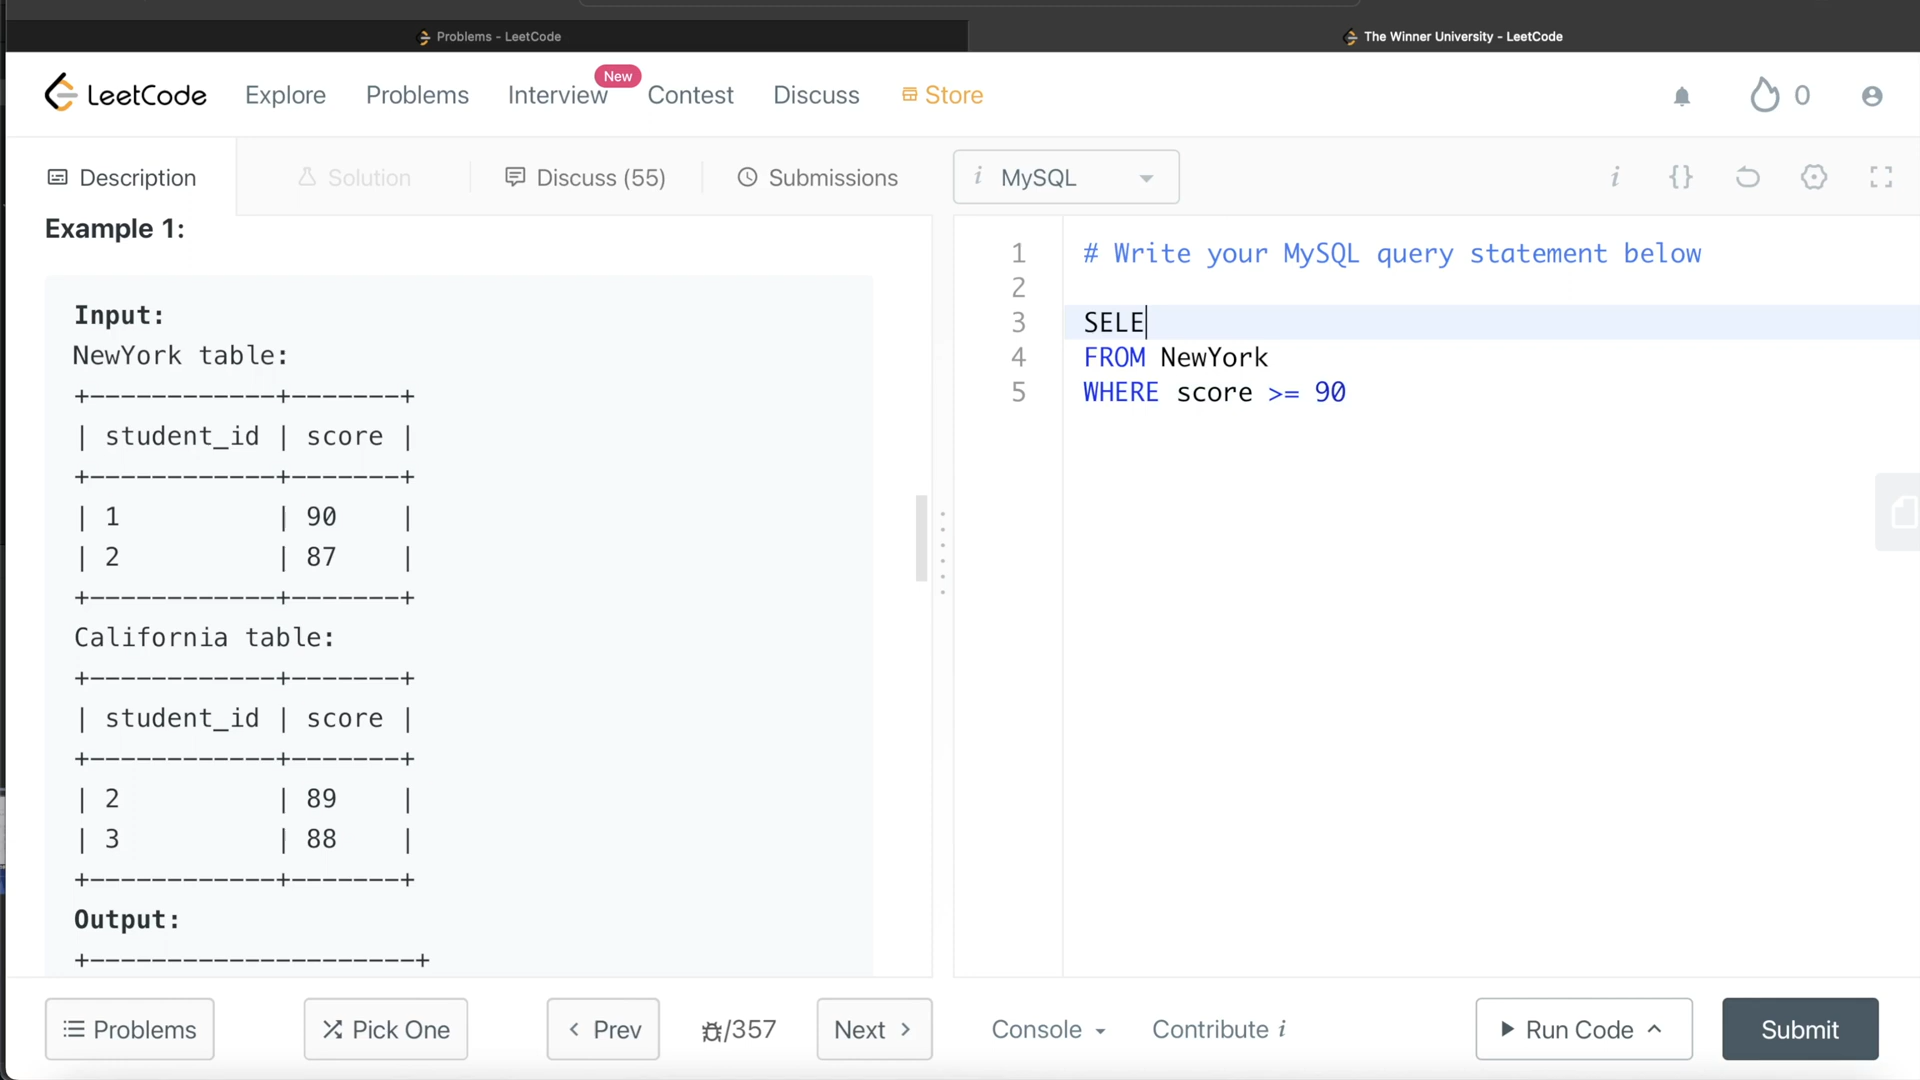 Problems - LeetCode
The Winner University - LeetCode
LeetCode
Explore
Problems
Interview
New
Contest
Discuss
Store
0
Description
Solution
Discuss (55)
Submissions
i MySQL
i
{}
Example 1:
Input:
NewYork table:
+------------+-------+
| student_id | score |
+------------+-------+
| 1          | 90    |
| 2          | 87    |
+------------+-------+
California table:
+------------+-------+
| student_id | score |
+------------+-------+
| 2          | 89    |
| 3          | 88    |
+------------+-------+
Output:
+---------------------+
1 # Write your MySQL query statement below
2
3 SELE
4 FROM NewYork
5 WHERE score >= 90
Problems
Pick One
Prev
/357
Next
Console
Contribute i
Run Code
Submit